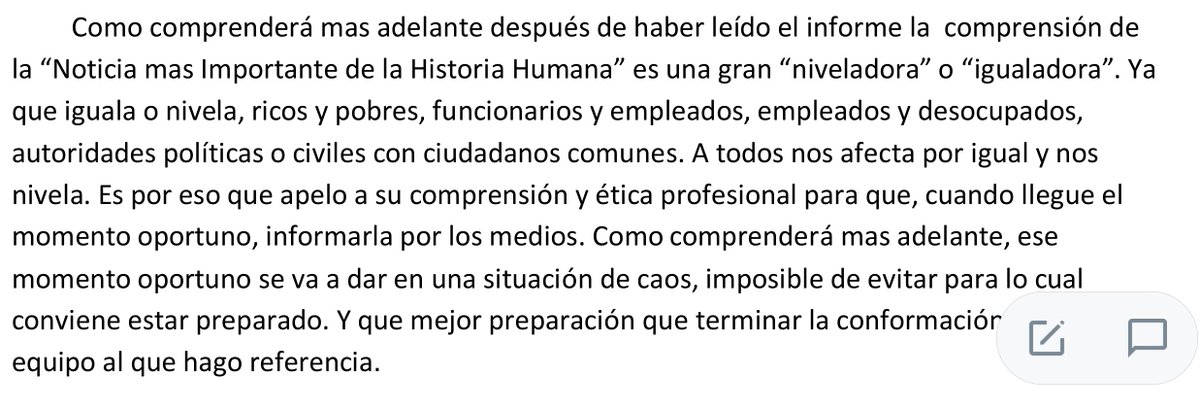 Como comprenderá mas adelante después de haber leído el informe la  comprensión de
la “Noticia mas Importante de la Historia Humana” es una gran “niveladora” o “igualadora”. Ya
que iguala o nivela, ricos y pobres, funcionarios y empleados, empleados y desocupados,
autoridades políticas o civiles con ciudadanos comunes. A todos nos afecta por igual y nos
nivela. Es por eso que apelo a su comprensión y ética profesional para que, cuando llegue el
momento oportuno, informarla por los medios. Como comprenderá mas adelante, ese
momento oportuno se va a dar en una situación de caos, imposible de evitar para lo cual
conviene estar preparado. Y que mejor preparación que terminar la conformación
equipo al que hago referencia.